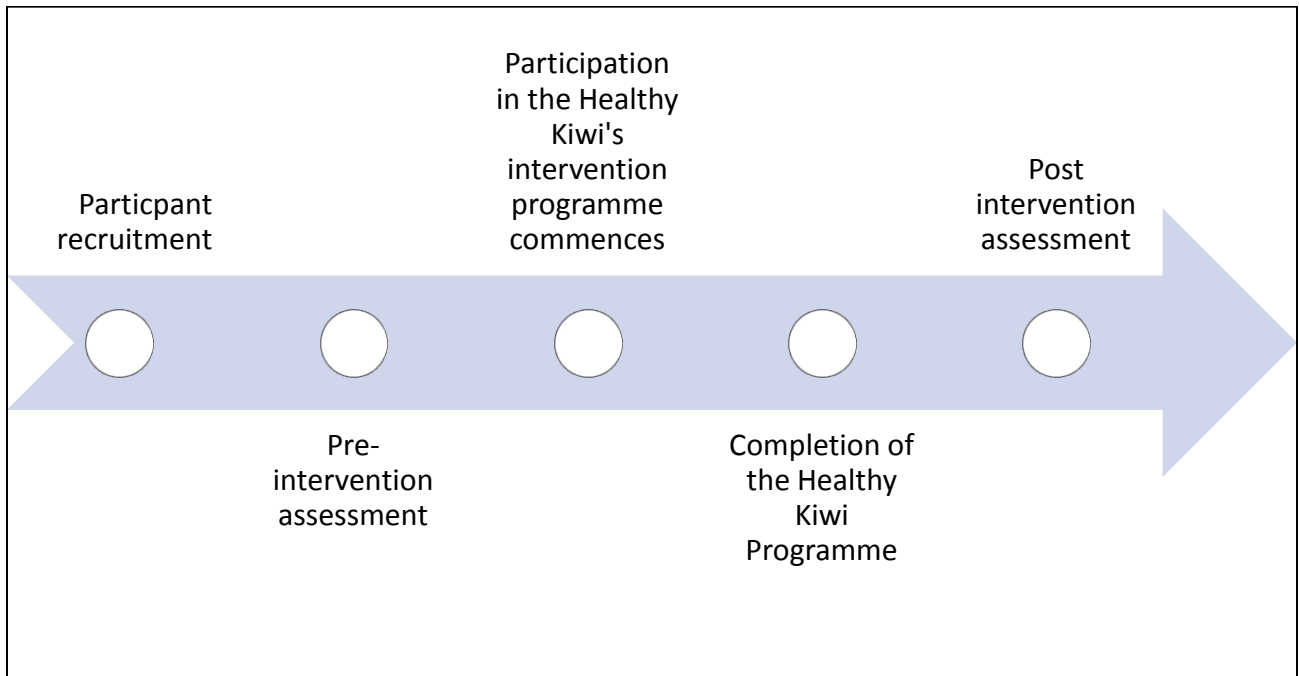 Particpant
recruitment
Pre-
intervention
assessment
Participation
in the Healthy
Kiwi's
intervention
programme
commences
Completion of
the Healthy
Kiwi
Programme
Post
intervention
assessment